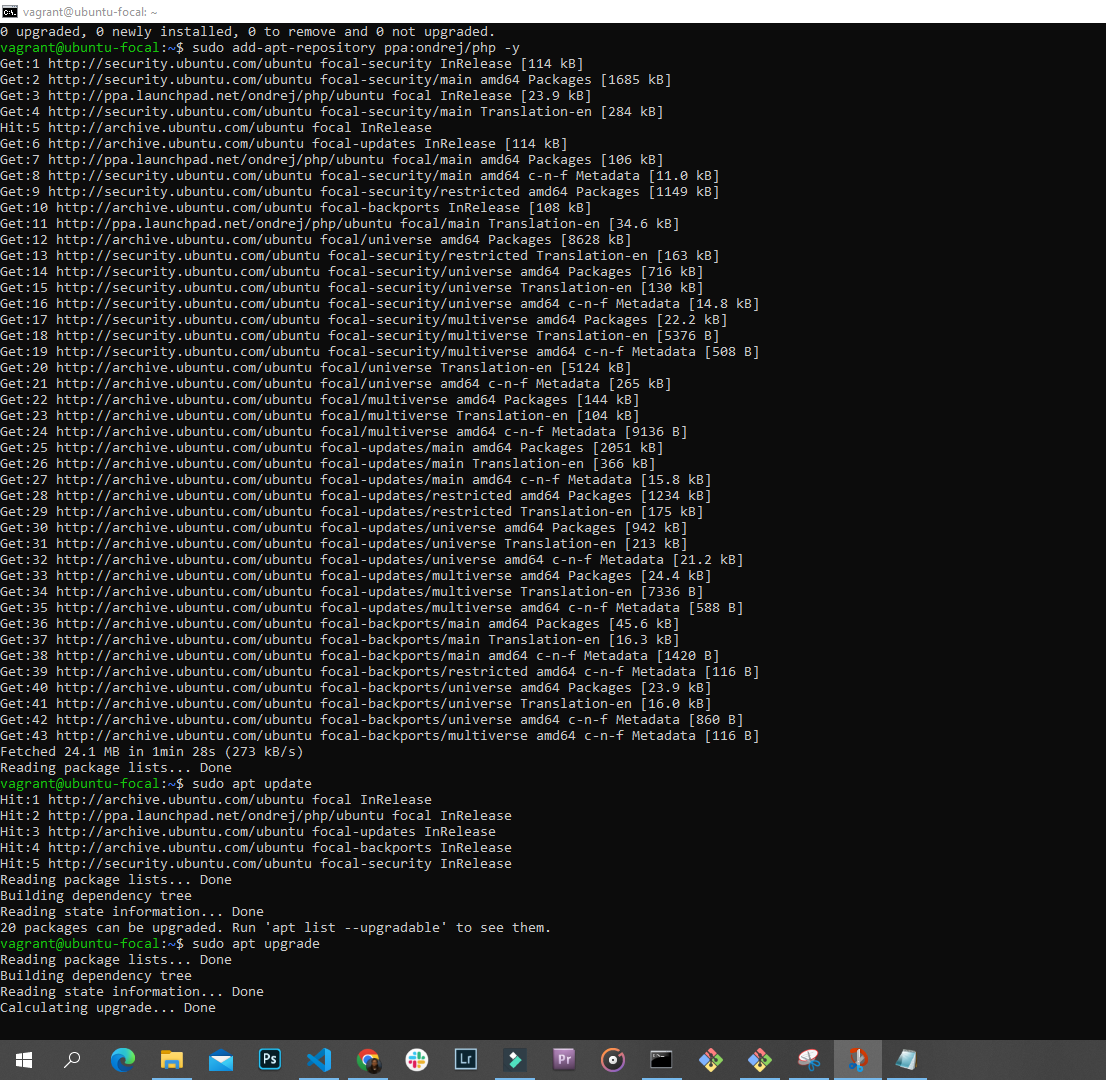 vagrant@ubuntu-focal: ~
0 upgraded, 0 newly installed, 0 to remove and 0 not upgraded.
vagrant@ubuntu-focal:~$ sudo add-apt-repository ppa:ondrej/php -y
Get:1 http://security.ubuntu.com/ubuntu focal-security InRelease [114 kB]
Get:2 http://security.ubuntu.com/ubuntu focal-security/main amd64 Packages [1685 kB]
Get:3 http://ppa.launchpad.net/ondrej/php/ubuntu focal InRelease [23.9 kB]
Get:4 http://security.ubuntu.com/ubuntu focal-security/main Translation-en [284 kB]
Hit:5 http://archive.ubuntu.com/ubuntu focal InRelease
Get:6 http://archive.ubuntu.com/ubuntu focal-updates InRelease [114 kB]
Get:7 http://ppa.launchpad.net/ondrej/php/ubuntu focal/main amd64 Packages [106 kB]
Get:8 http://security.ubuntu.com/ubuntu focal-security/main amd64 c-n-f Metadata [11.0 kB]
Get:9 http://security.ubuntu.com/ubuntu focal-security/restricted amd64 Packages [1149 kB]
Get:10 http://archive.ubuntu.com/ubuntu focal-backports InRelease [108 kB]
Get:11 http://ppa.launchpad.net/ondrej/php/ubuntu focal/main Translation-en [34.6 kB]
Get:12 http://archive.ubuntu.com/ubuntu focal/universe amd64 Packages [8628 kB]
Get:13 http://security.ubuntu.com/ubuntu focal-security/restricted Translation-en [163 kB]
Get:14 http://security.ubuntu.com/ubuntu focal-security/universe amd64 Packages [716 kB]
Get:15 http://security.ubuntu.com/ubuntu focal-security/universe Translation-en [130 kB]
Get:16 http://security.ubuntu.com/ubuntu focal-security/universe amd64 c-n-f Metadata [14.8 kB]
Get:17 http://security.ubuntu.com/ubuntu focal-security/multiverse amd64 Packages [22.2 kB]
Get:18 http://security.ubuntu.com/ubuntu focal-security/multiverse Translation-en [5376 B]
Get:19 http://security.ubuntu.com/ubuntu focal-security/multiverse amd64 c-n-f Metadata [508 B]
Get:20 http://archive.ubuntu.com/ubuntu focal/universe Translation-en [5124 kB]
Get:21 http://archive.ubuntu.com/ubuntu focal/universe amd64 c-n-f Metadata [265 kB]
Get:22 http://archive.ubuntu.com/ubuntu focal/multiverse amd64 Packages [144 kB]
Get:23 http://archive.ubuntu.com/ubuntu focal/multiverse Translation-en [104 kB]
Get:24 http://archive.ubuntu.com/ubuntu focal/multiverse amd64 c-n-f Metadata [9136 B]
Get:25 http://archive.ubuntu.com/ubuntu focal-updates/main amd64 Packages [2051 kB]
Get:26 http://archive.ubuntu.com/ubuntu focal-updates/main Translation-en [366 kB]
Get:27 http://archive.ubuntu.com/ubuntu focal-updates/main amd64 c-n-f Metadata [15.8 kB]
Get:28 http://archive.ubuntu.com/ubuntu focal-updates/restricted amd64 Packages [1234 kB]
Get:29 http://archive.ubuntu.com/ubuntu focal-updates/restricted Translation-en [175 kB]
Get:30 http://archive.ubuntu.com/ubuntu focal-updates/universe amd64 Packages [942 kB]
Get:31 http://archive.ubuntu.com/ubuntu focal-updates/universe Translation-en [213 kB]
Get:32 http://archive.ubuntu.com/ubuntu focal-updates/universe amd64 c-n-f Metadata [21.2 kB]
Get:33 http://archive.ubuntu.com/ubuntu focal-updates/multiverse amd64 Packages [24.4 kB]
Get:34 http://archive.ubuntu.com/ubuntu focal-updates/multiverse Translation-en [7336 B]
Get:35 http://archive.ubuntu.com/ubuntu focal-updates/multiverse amd64 c-n-f Metadata [588 B]
Get:36 http://archive.ubuntu.com/ubuntu focal-backports/main amd64 Packages [45.6 kB]
Get:37 http://archive.ubuntu.com/ubuntu focal-backports/main Translation-en [16.3 kB]
Get:38 http://archive.ubuntu.com/ubuntu focal-backports/main amd64 c-n-f Metadata [1420 B]
Get:39 http://archive.ubuntu.com/ubuntu focal-backports/restricted amd64 c-n-f Metadata [116 B]
Get:40 http://archive.ubuntu.com/ubuntu focal-backports/universe amd64 Packages [23.9 kB]
Get:41 http://archive.ubuntu.com/ubuntu focal-backports/universe Translation-en [16.0 kB]
Get:42 http://archive.ubuntu.com/ubuntu focal-backports/universe amd64 c-n-f Metadata [860 B]
Get:43 http://archive.ubuntu.com/ubuntu focal-backports/multiverse amd64 c-n-f Metadata [116 B]
Fetched 24.1 MB in 1min 28s (273 kB/s)
Reading package lists... Done
vagrant@ubuntu-focal:~$ sudo apt update
Hit:1 http://archive.ubuntu.com/ubuntu focal InRelease
Hit:2 http://ppa.launchpad.net/ondrej/php/ubuntu focal InRelease
Hit:3 http://archive.ubuntu.com/ubuntu focal-updates InRelease
Hit:4 http://archive.ubuntu.com/ubuntu focal-backports InRelease
Hit:5 http://security.ubuntu.com/ubuntu focal-security InRelease
Reading package lists... Done
Building dependency tree
Reading state information... Done
20 packages can be upgraded. Run 'apt list --upgradable' to see them.
vagrant@ubuntu-focal:~$ sudo apt upgrade
Reading package lists... Done
Building dependency tree
Reading state information... Done
Calculating upgrade... Done
Ps
Lr
Pr